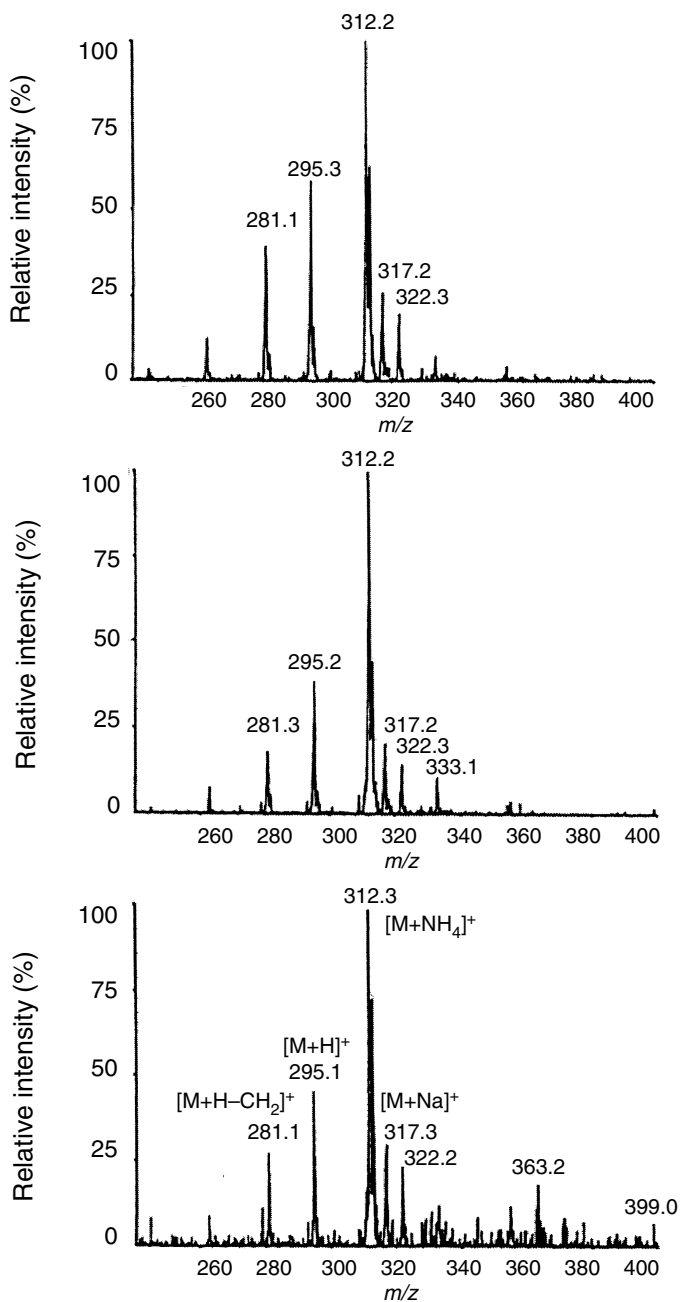 312.2
100
Relative intensity (%)
75
295.3
50
281.1
317.2
25
322.3
0
260 280 300 320 340 360 380 400
m/z
312.2
100
Relative intensity (%)
75
50
295.2
281.3
317.2
25
322.3
333.1
0
260 280 300 320 340 360 380 400
m/z
312.3
100
[M+NH₄]⁺
Relative intensity (%)
75
[M+H]⁺
50
295.1
[M+H–CH₂]⁺
[M+Na]⁺
281.1
317.3
25
322.2
363.2
399.0
0
260 280 300 320 340 360 380 400
m/z